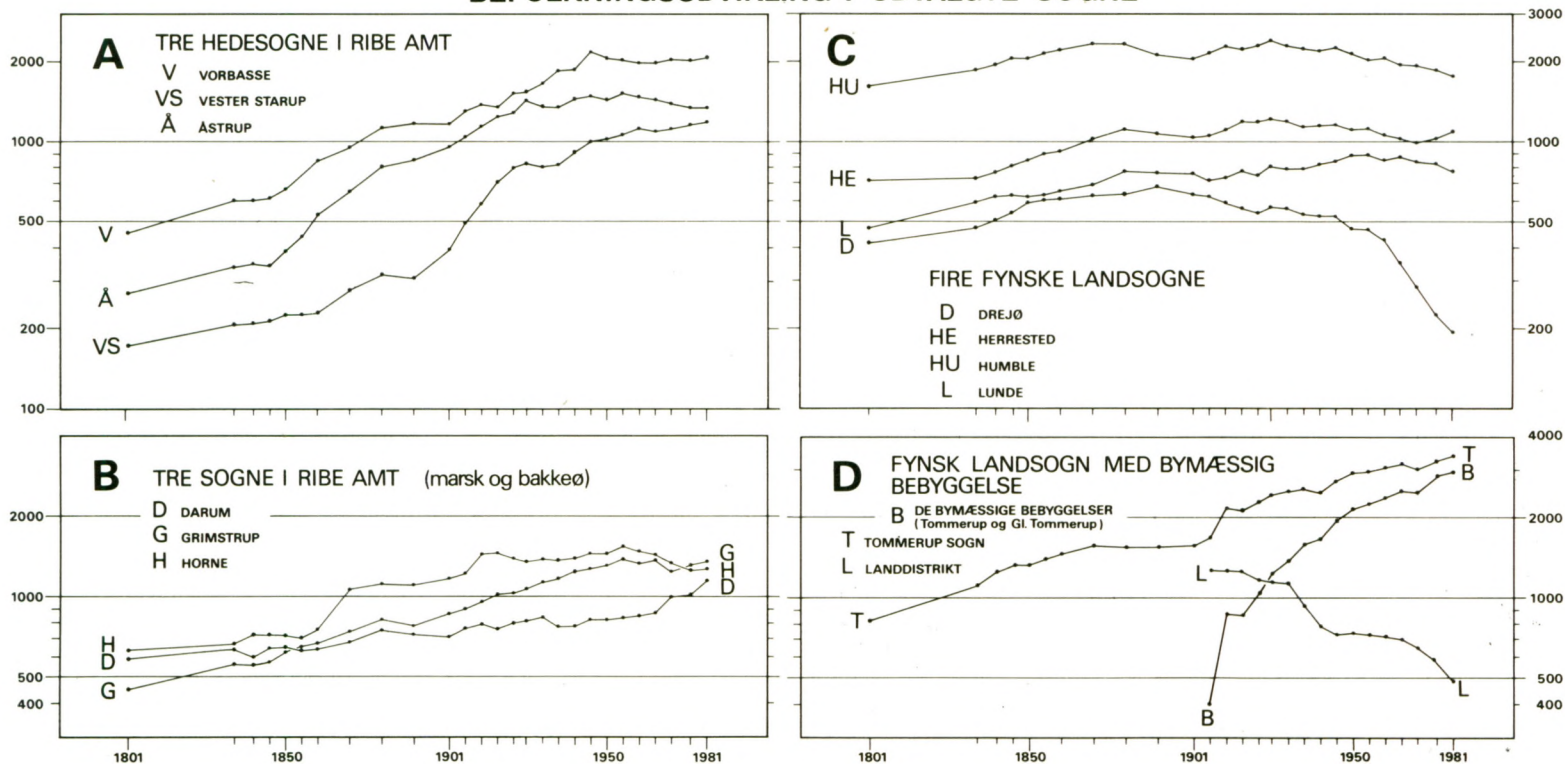 A TRE HEDESOGNE I RIBE AMT
V VORBASSE
VS VESTER STARUP
Å ÅSTRUP
2000
1000
500
200
100
V
Å
VS
C
3000
2000
1000
500
200
HU
HE
L
D
FIRE FYNSKE LANDSOGNE
D DREJØ
HE HERRESTED
HU HUMBLE
L LUNDE
B TRE SOGNE I RIBE AMT (marsk og bakkeø)
D DARUM
G GRIMSTRUP
H HORNE
2000
1000
500
400
H
D
G
G
H
D
1801 1850 1901 1950 1981
D FYNSK LANDSOGN MED BYMÆSSIG
BEBYGGELSE
B DE BYMÆSSIGE BEBYGGELSER
(Tommerup og Gl. Tommerup)
T TOMMERUP SOGN
L LANDDISTRIKT
4000
2000
1000
500
400
T
L
B
T
B
L
1801 1850 1901 1950 1981